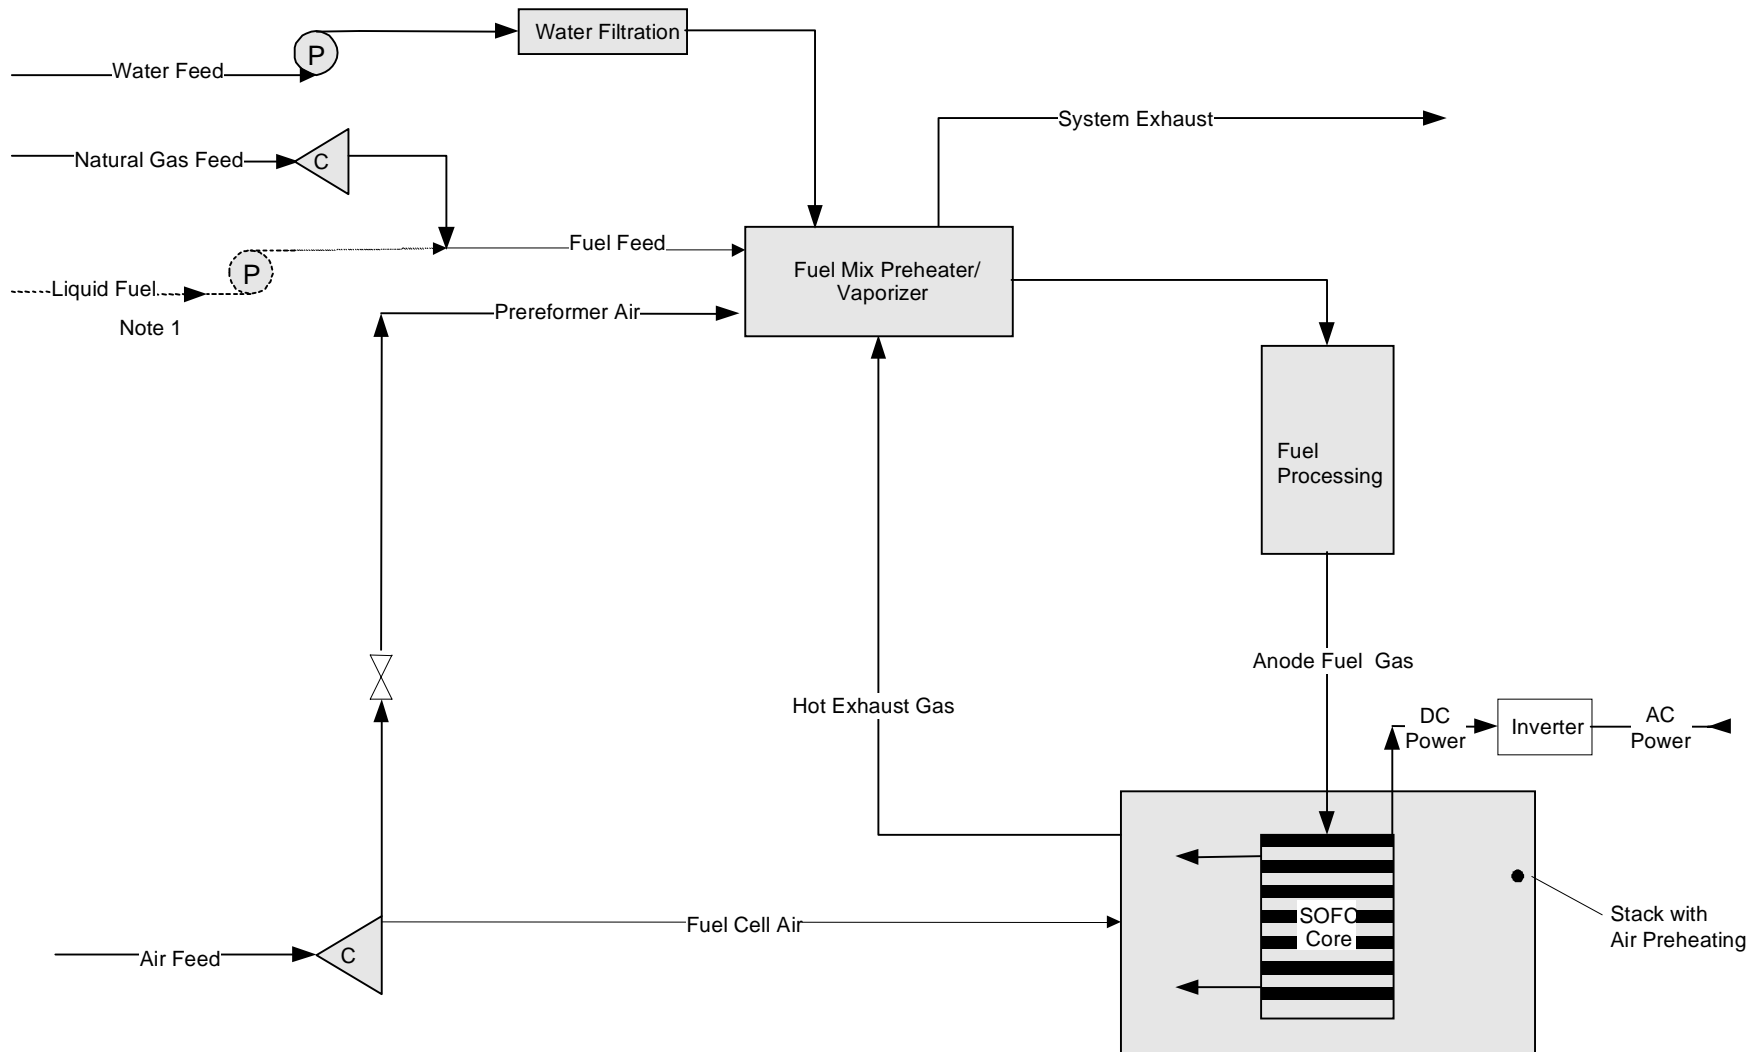 Water Filtration
P
Water Feed
System Exhaust
Natural Gas Feed
C
Fuel Feed
P
Liquid Fuel
Note 1
Fuel Mix Preheater/
Vaporizer
Prereformer Air
Fuel
Processing
Anode Fuel Gas
Hot Exhaust Gas
DC
Power
Inverter
AC
Power
SOFC
Core
Stack with
Air Preheating
Fuel Cell Air
Air Feed
C